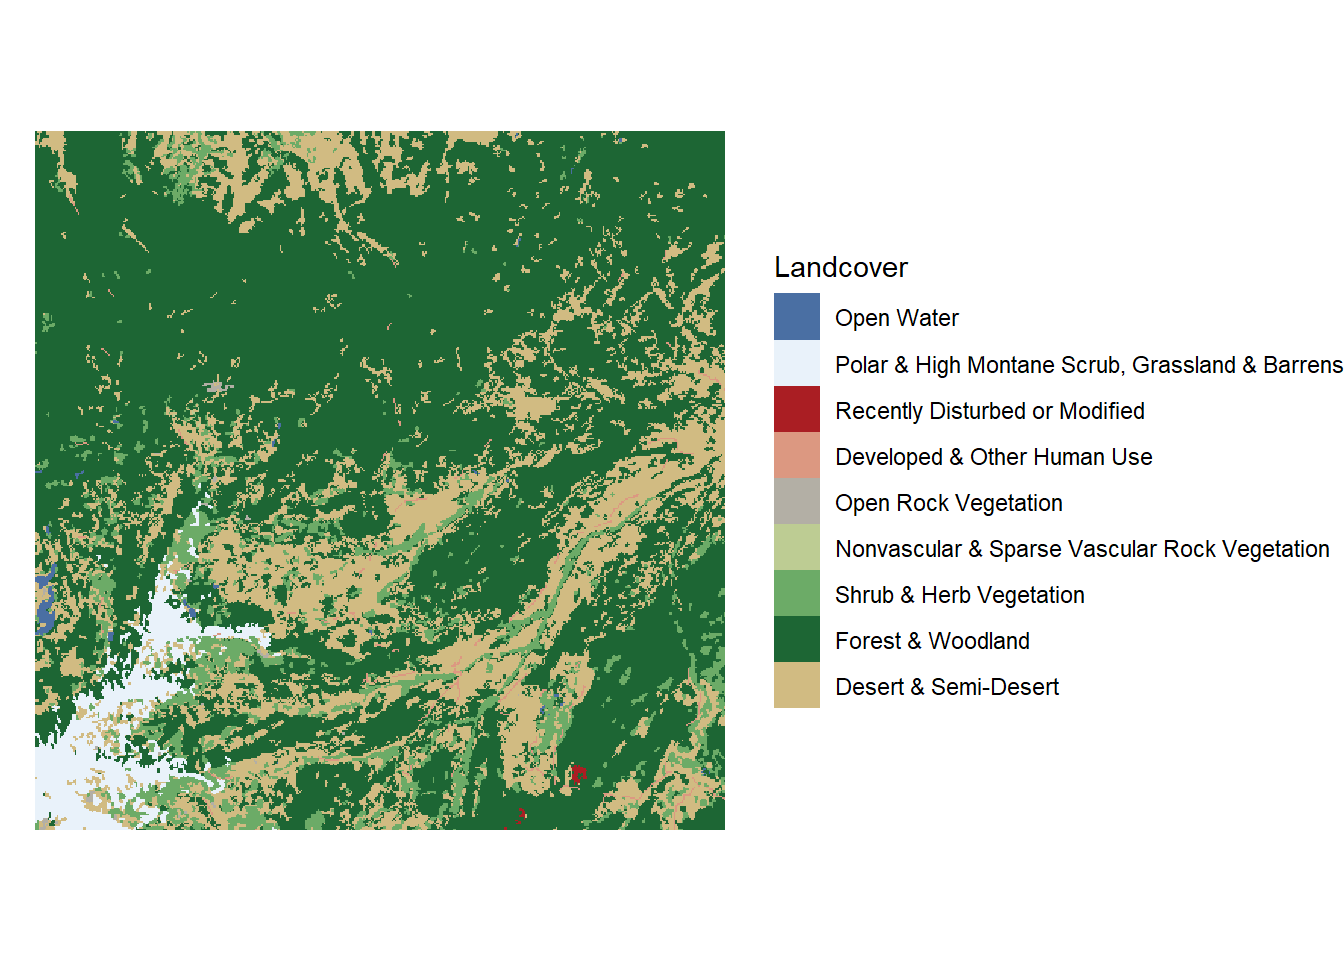 Landcover
Open Water
Polar & High Montane Scrub, Grassland & Barrens
Recently Disturbed or Modified
Developed & Other Human Use
Open Rock Vegetation
Nonvascular & Sparse Vascular Rock Vegetation
Shrub & Herb Vegetation
Forest & Woodland
Desert & Semi-Desert